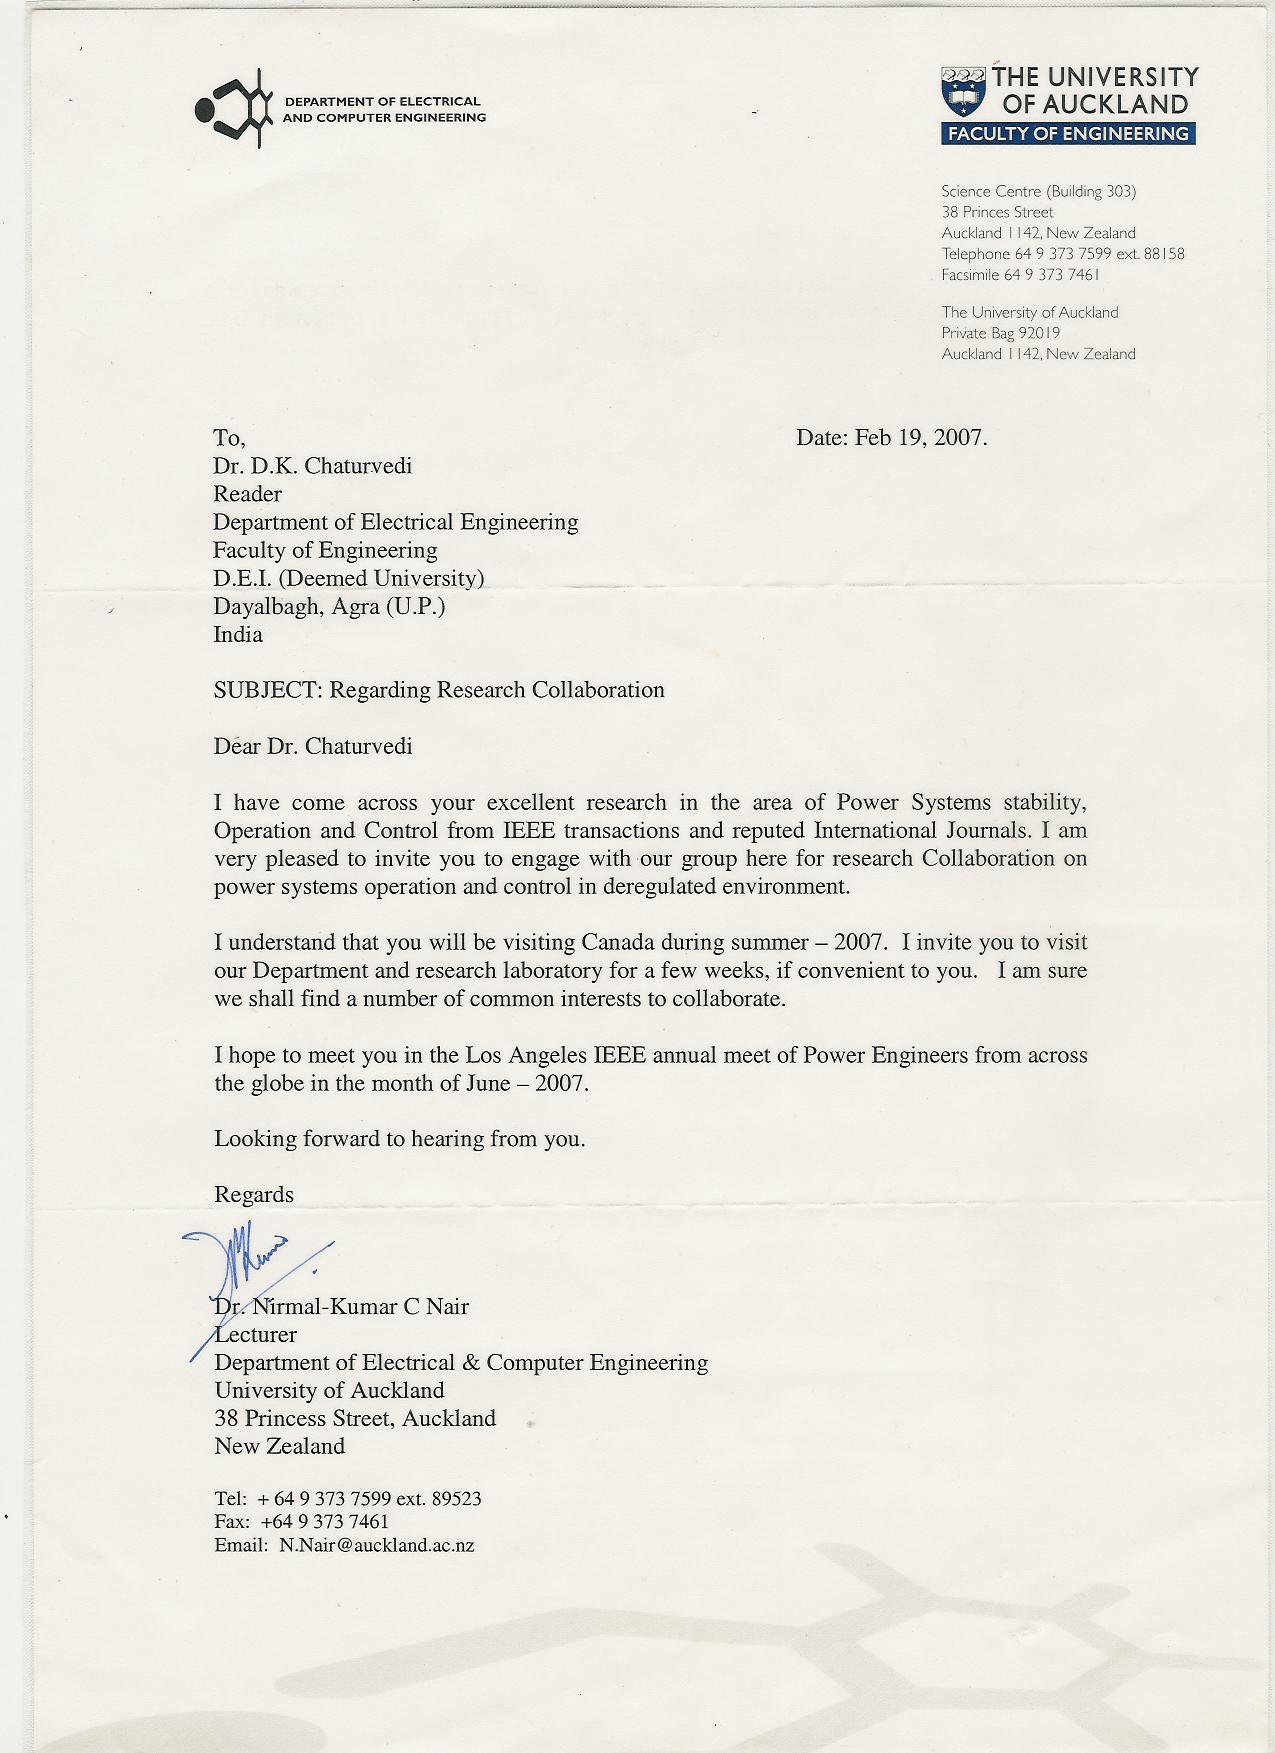 DEPARTMENT OF ELECTRICAL
AND COMPUTER ENGINEERING
THE UNIVERSITY
OF AUCKLAND
FACULTY OF ENGINEERING
Science Centre (Building 303)
38 Princes Street
Auckland 1142, New Zealand
Telephone 64 9 373 7599 ext. 88158
Facsimile 64 9 373 7461
The University of Auckland
Private Bag 92019
Auckland 1142, New Zealand
To,
Date: Feb 19, 2007.
Dr. D.K. Chaturvedi
Reader
Department of Electrical Engineering
Faculty of Engineering
D.E.I. (Deemed University)
Dayalbagh, Agra (U.P.)
India
SUBJECT: Regarding Research Collaboration
Dear Dr. Chaturvedi
I have come across your excellent research in the area of Power Systems stability,
Operation and Control from IEEE transactions and reputed International Journals. I am
very pleased to invite you to engage with our group here for research Collaboration on
power systems operation and control in deregulated environment.
I understand that you will be visiting Canada during summer – 2007. I invite you to visit
our Department and research laboratory for a few weeks, if convenient to you. I am sure
we shall find a number of common interests to collaborate.
I hope to meet you in the Los Angeles IEEE annual meet of Power Engineers from across
the globe in the month of June – 2007.
Looking forward to hearing from you.
Regards
Dr. Nirmal-Kumar C Nair
Lecturer
Department of Electrical & Computer Engineering
University of Auckland
38 Princess Street, Auckland
New Zealand
Tel: + 64 9 373 7599 ext. 89523
Fax: +64 9 373 7461
Email: N.Nair@auckland.ac.nz